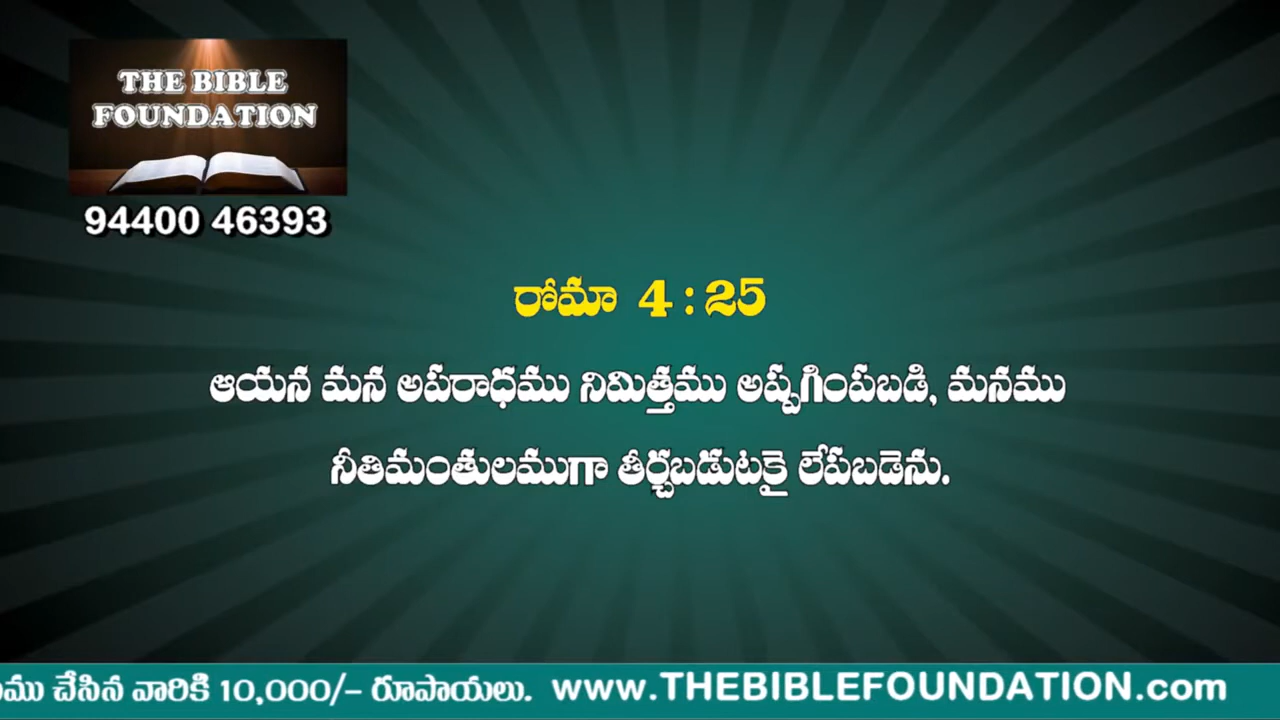 THE BIBLE
FOUNDATION
94400 46393
రోమా 4 : 25
ఆయన మన అపరాధము నిమిత్తము అప్పగింపబడి, మనము
నీతిమంతులముగా తీర్చబడుటకై లేపబడెను.
చేసిన వారికి 10,000/- రూపాయలు. www.THEBIBLEFOUNDATION.com